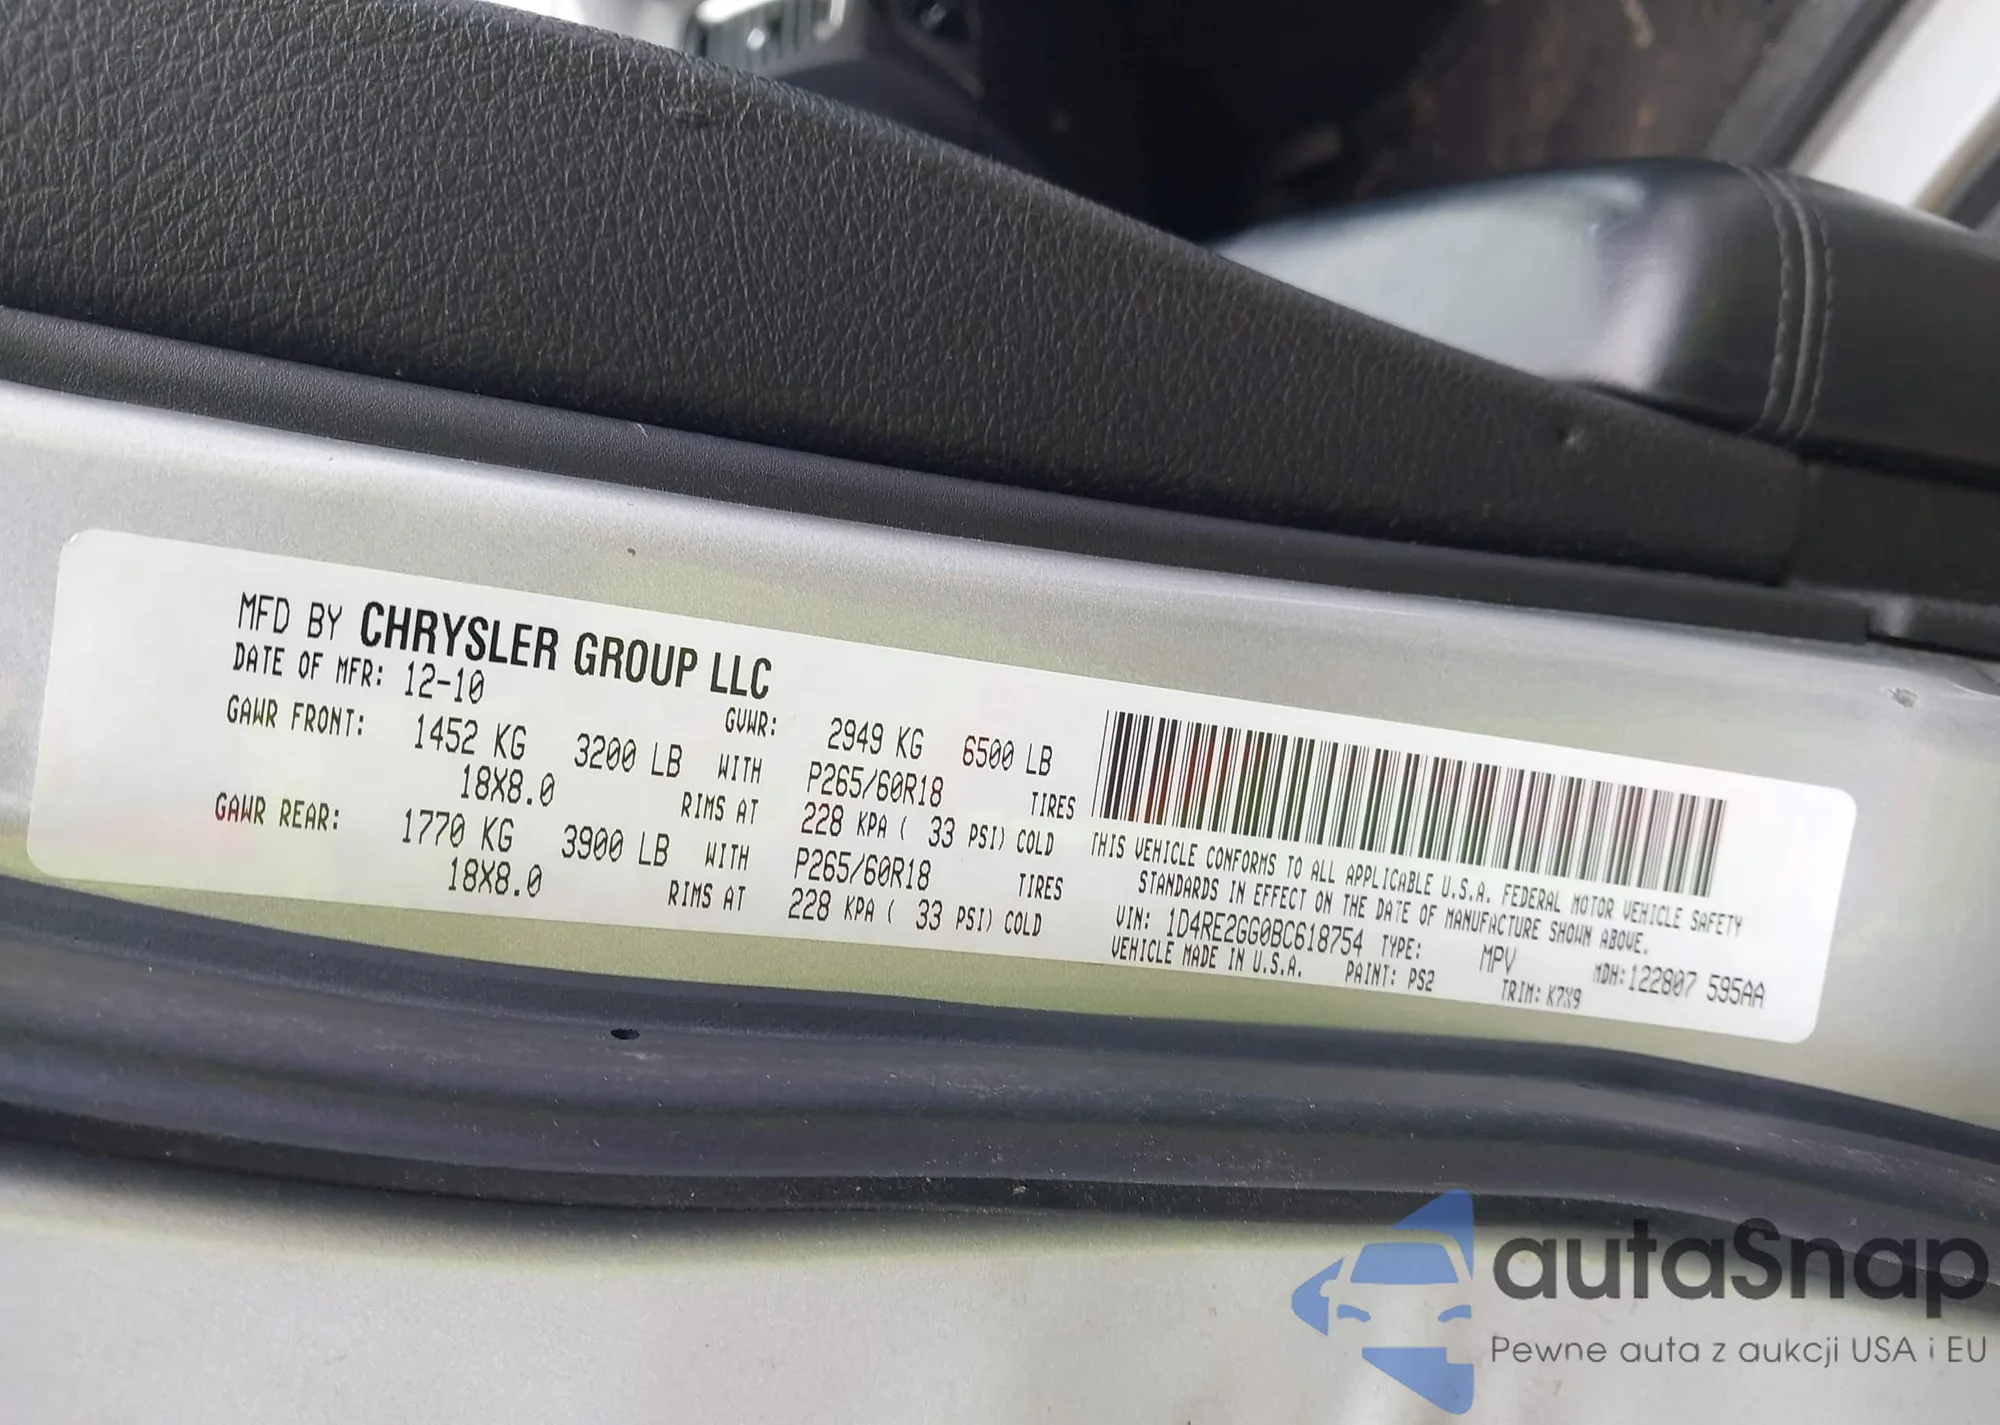 MFD BY CHRYSLER GROUP LLC
DATE OF MFR: 12-10 GVWR: 2949 KG 6500 LB
GAWR FRONT: 1452 KG 3200 LB WITH P265/60R18 TIRES
18X8.0 RIMS AT 228 KPA ( 33 PSI) COLD
GAWR REAR: 1770 KG 3900 LB WITH P265/60R18 TIRES
18X8.0 RIMS AT 228 KPA ( 33 PSI) COLD
THIS VEHICLE CONFORMS TO ALL APPLICABLE U.S.A. FEDERAL MOTOR VEHICLE SAFETY
STANDARDS IN EFFECT ON THE DATE OF MANUFACTURE SHOWN ABOVE.
VIN: 1D4RE2GG0BC618754 TYPE: MPV MDH:122807 595AA
VEHICLE MADE IN U.S.A. PAINT: PS2 TRIM: K7X9
autaSnap
Pewne auta z aukcji USA i EU